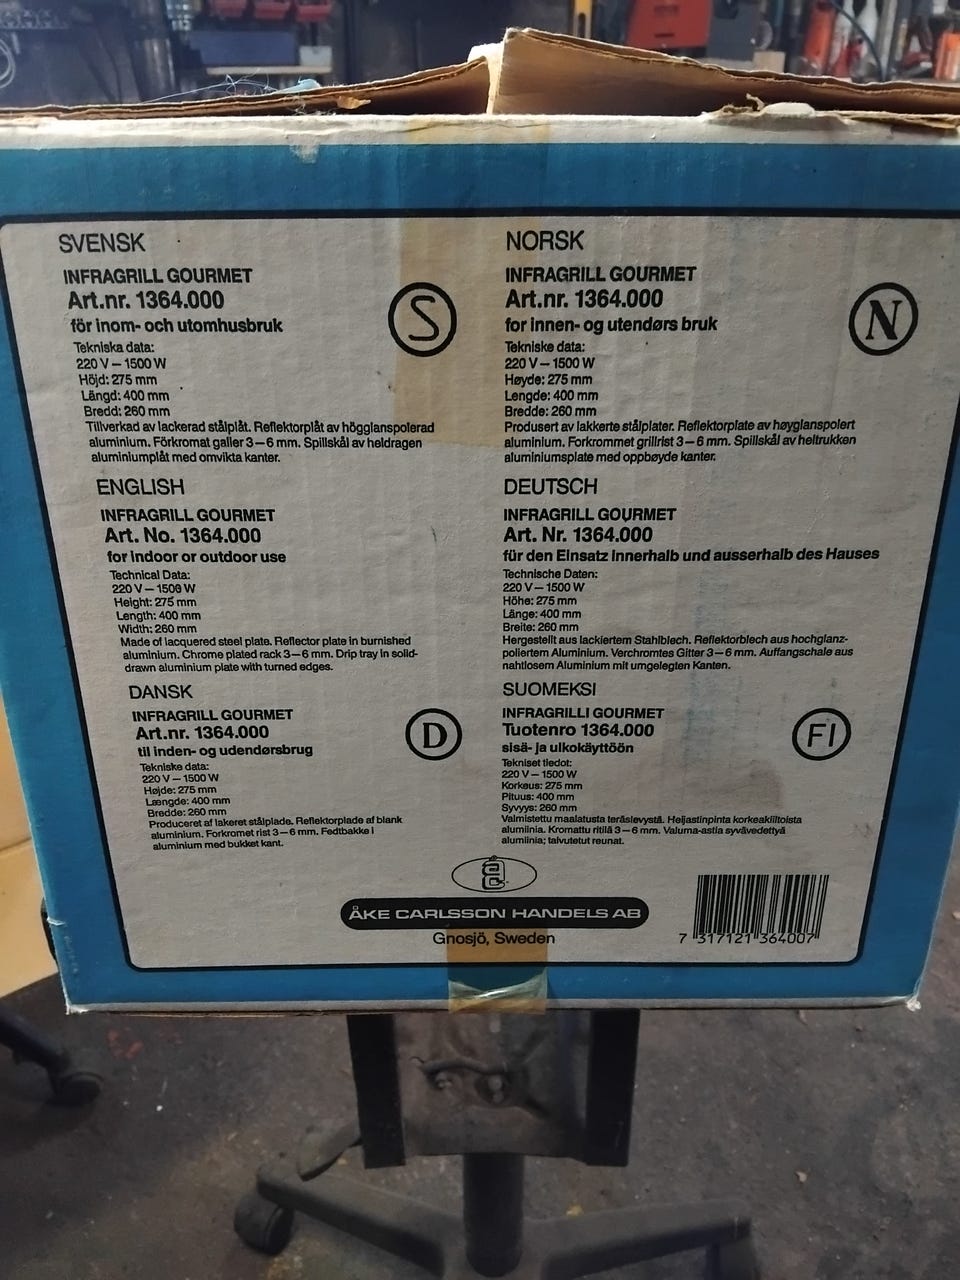 SVENSK
INFRAGRILL GOURMET
Art.nr. 1364.000
för inom- och utomhusbruk
S
Tekniska data:
220 V – 1500 W
Höjd: 275 mm
Längd: 400 mm
Bredd: 260 mm
Tillverkad av lackerad stålplåt. Reflektorplåt av högglanspolerad
aluminium. Förkromat galler 3–6 mm. Spillskål av heldragen
aluminiumplåt med omvikta kanter.
NORSK
INFRAGRILL GOURMET
Art.nr. 1364.000
for innen- og utendørs bruk
N
Tekniske data:
220 V – 1500 W
Høyde: 275 mm
Lengde: 400 mm
Bredde: 260 mm
Produsert av lakkerte stålplater. Reflektorplate av høyglanspolert
aluminium. Forkrommet grillrist 3–6 mm. Spillskål av heltrukken
aluminiumsplate med oppbøyde kanter.
ENGLISH
INFRAGRILL GOURMET
Art. No. 1364.000
for indoor or outdoor use
Technical Data:
220 V – 1500 W
Height: 275 mm
Length: 400 mm
Width: 260 mm
Made of lacquered steel plate. Reflector plate in burnished
aluminium. Chrome plated rack 3–6 mm. Drip tray in solid-
drawn aluminium plate with turned edges.
DEUTSCH
INFRAGRILL GOURMET
Art. Nr. 1364.000
für den Einsatz innerhalb und ausserhalb des Hauses
Technische Daten:
220 V – 1500 W
Höhe: 275 mm
Länge: 400 mm
Breite: 260 mm
Hergestellt aus lackiertem Stahlblech. Reflektorblech aus hochglanz-
poliertem Aluminium. Verchromtes Gitter 3–6 mm. Auffangschale aus
nahtlosem Aluminium mit umgelegten Kanten.
DANSK
INFRAGRILL GOURMET
Art.nr. 1364.000
til inden- og udendørsbrug
D
Tekniske data:
220 V – 1500 W
Højde: 275 mm
Længde: 400 mm
Bredde: 260 mm
Produceret af lakeret stålplade. Reflektorplade af blank
aluminium. Forkromet rist 3–6 mm. Fedtbakke i
aluminium med bukket kant.
SUOMEKSI
INFRAGRILLI GOURMET
Tuotenro 1364.000
sisä- ja ulkokäyttöön
FI
Tekniset tiedot:
220 V – 1500 W
Korkeus: 275 mm
Pituus: 400 mm
Syvyys: 260 mm
Valmistettu maalatusta teräslevystä. Heijastinpinta korkeakiiltoista
alumiinia. Kromattu ritilä 3–6 mm. Valuma-astia syvävedettyä
alumiinia; taivutetut reunat.
åc
ÅKE CARLSSON HANDELS AB
Gnosjö, Sweden
7 317121 364007